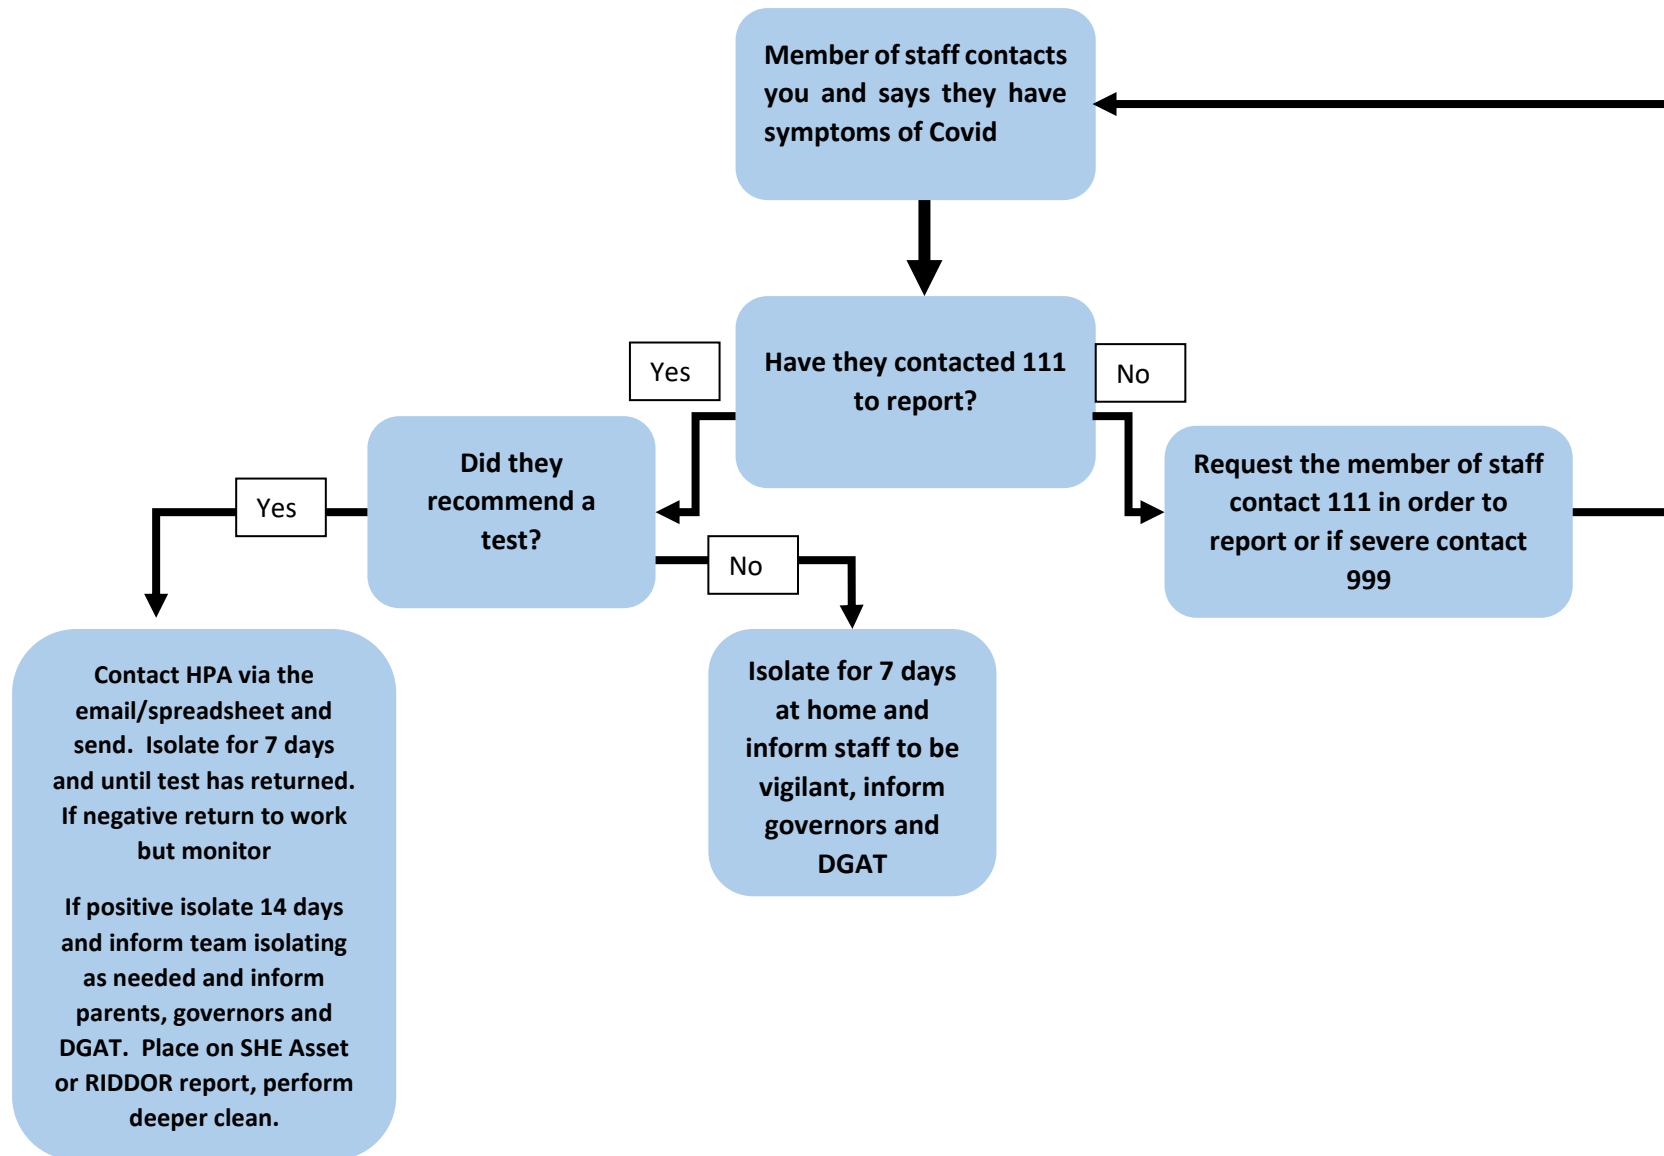 Member of staff contacts
you and says they have
symptoms of Covid
Have they contacted 111
to report?
Yes
No
Did they
recommend a
test?
Request the member of staff
contact 111 in order to
report or if severe contact
999
Yes
No
Contact HPA via the
email/spreadsheet and
send. Isolate for 7 days
and until test has returned.
If negative return to work
but monitor
If positive isolate 14 days
and inform team isolating
as needed and inform
parents, governors and
DGAT. Place on SHE Asset
or RIDDOR report, perform
deeper clean.
Isolate for 7 days
at home and
inform staff to be
vigilant, inform
governors and
DGAT